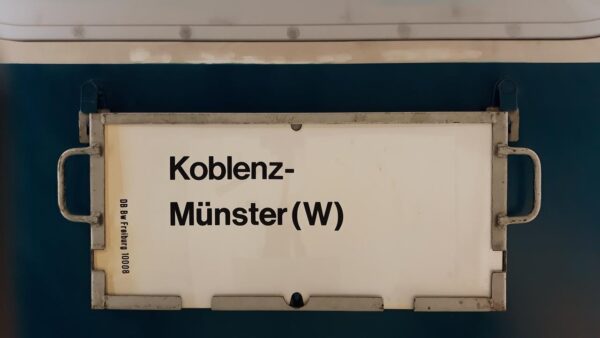 Koblenz-
Münster (W)
DB Bw Freiburg 10008